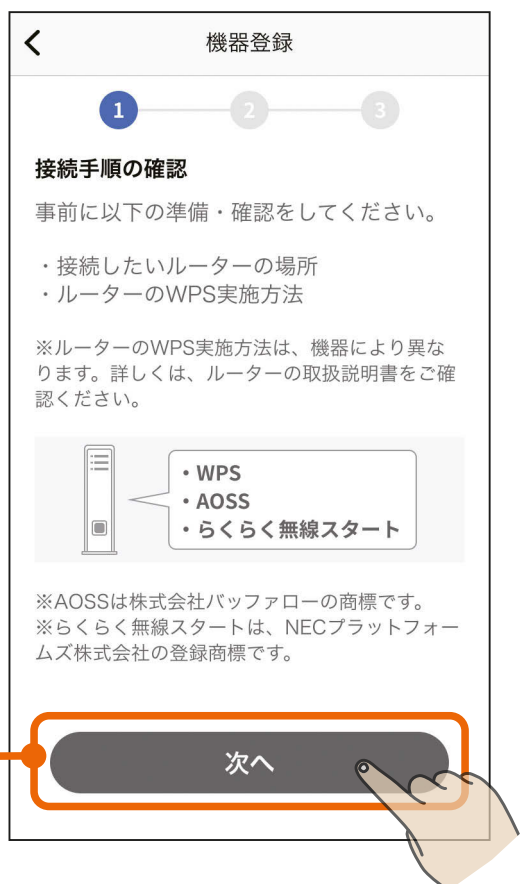 機器登録
1 2 3
接続手順の確認
事前に以下の準備・確認をしてください。
・接続したいルーターの場所
・ルーターのWPS実施方法
※ルーターのWPS実施方法は、機器により異な
ります。詳しくは、ルーターの取扱説明書をご確
認ください。
・WPS
・AOSS
・らくらく無線スタート
※AOSSは株式会社バッファローの商標です。
※らくらく無線スタートは、NECプラットフォー
ムズ株式会社の登録商標です。
次へ